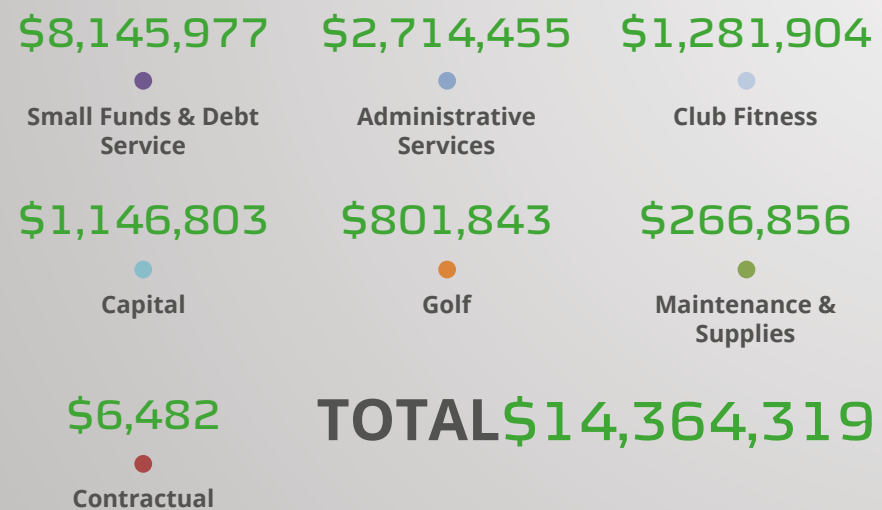 $8,145,977 $2,714,455 $1,281,904
Small Funds & Debt Administrative Club Fitness
Service Services
$1,146,803 $801,843 $266,856
Capital Golf Maintenance &
Supplies
$6,482 TOTAL$14,364,319
Contractual